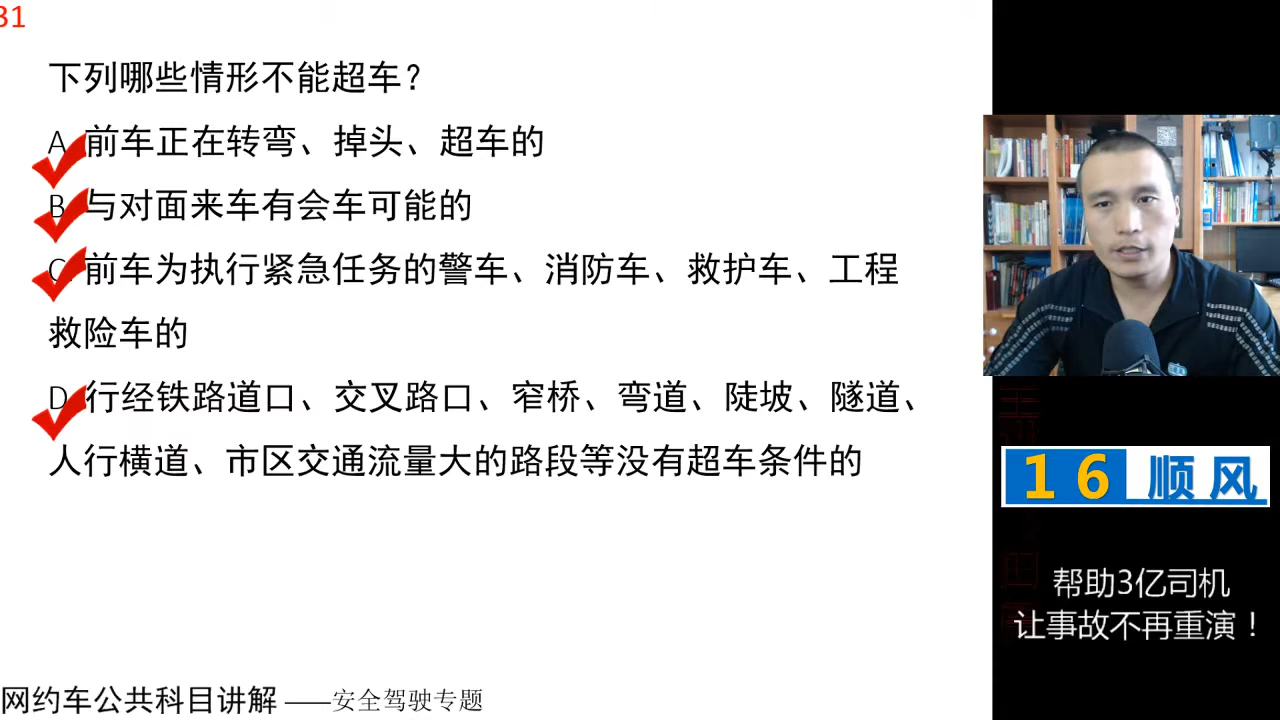 31
下列哪些情形不能超车?
A 前车正在转弯、掉头、超车的
B 与对面来车有会车可能的
C 前车为执行紧急任务的警车、消防车、救护车、工程
救险车的
D 行经铁路道口、交叉路口、窄桥、弯道、陡坡、隧道、
人行横道、市区交通流量大的路段等没有超车条件的
网约车公共科目讲解 ——安全驾驶专题
16顺风
帮助3亿司机
让事故不再重演！